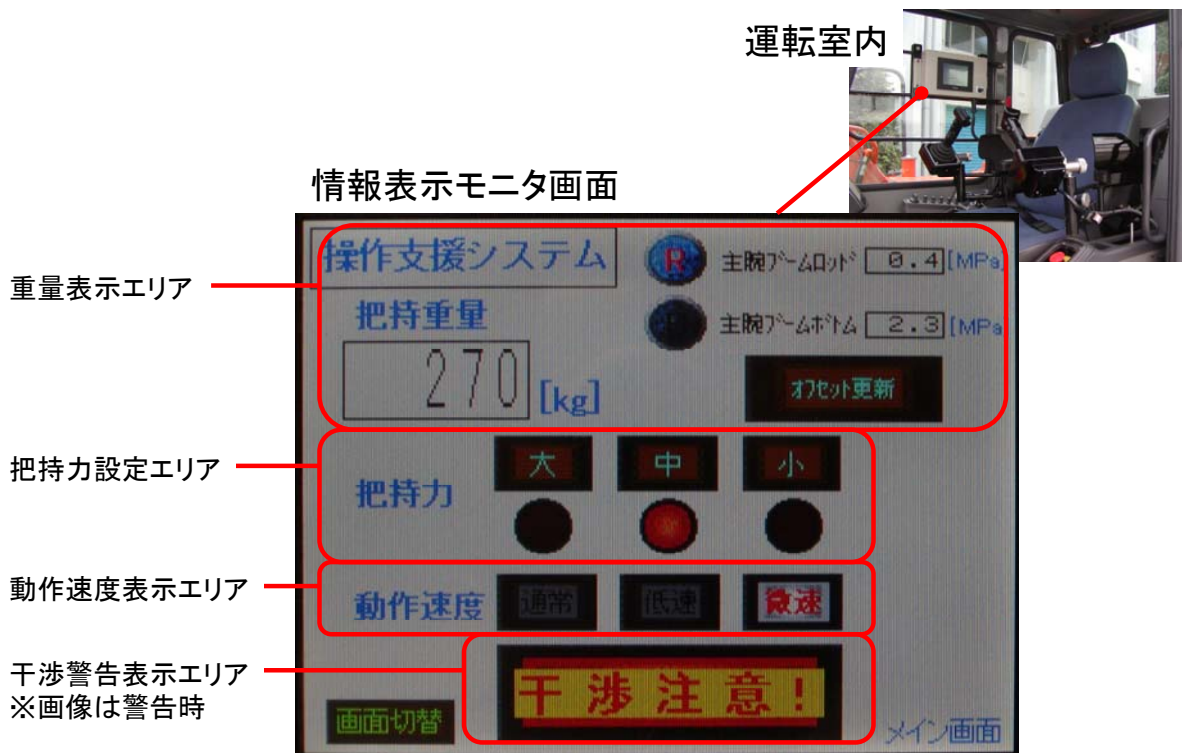 運転室内
情報表示モニタ画面
重量表示エリア
操作支援システム
R
主腕ブームロッド 0.4 [MPa]
把持重量
主腕ブームボトム 2.3 [MPa
270 [kg]
オフセット更新
把持力設定エリア
把持力
大 中 小
動作速度表示エリア
動作速度 通常 低速 微速
干渉警告表示エリア
※画像は警告時
干渉注意!
画面切替
メイン画面